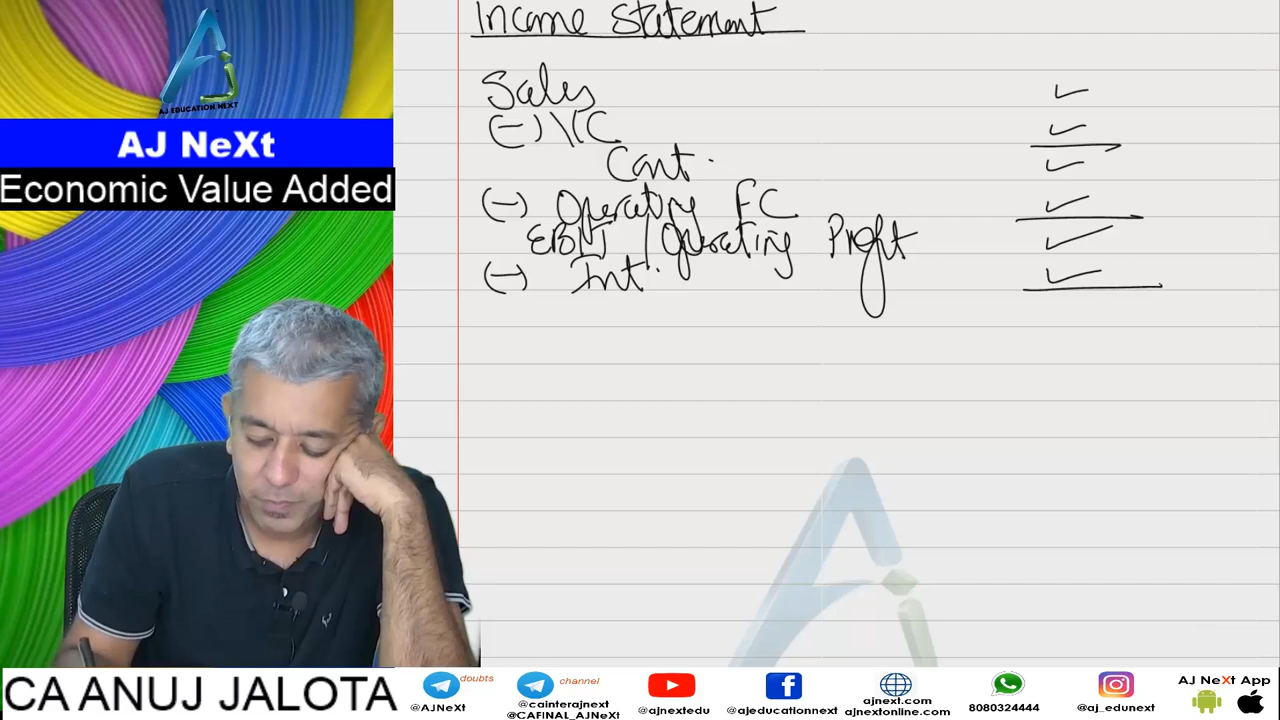 AJ EDUCATION NEXT
AJ NeXt
Economic Value Added
Income Statement
Sales
(-) VC
Cont.
(-) Operating FC
EBIT / Operating Profit
(-) Int.
CA ANUJ JALOTA
doubts
@AJNeXt
channel
@cainterajnext
@CAFINAL_AJNeXt
@ajnextedu
@ajeducationnext
ajnext.com
ajnextonline.com
8080324444
@aj_edunext
AJ NeXt App